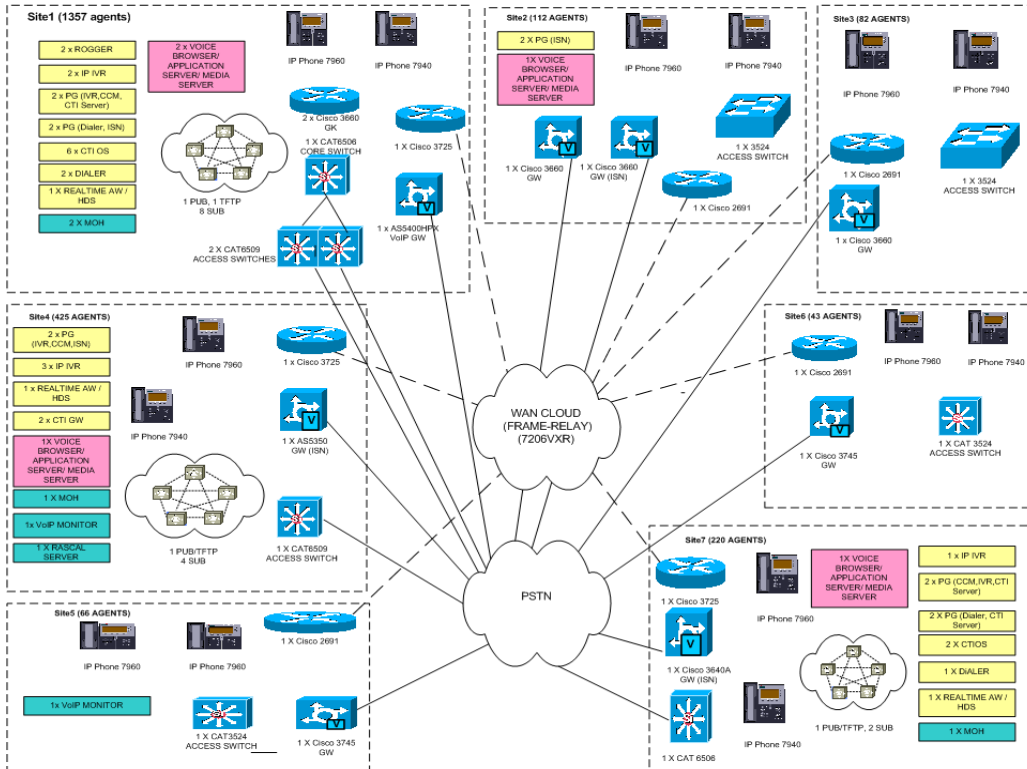 Site1 (1357 agents)
2 x ROGGER
2 x IP IVR
2 x PG (IVR,CCM,
CTI Server)
2 x PG (Dialer, ISN)
6 x CTI OS
2 x DIALER
1 X REALTIME AW /
HDS
2 X MOH
2 x VOICE
BROWSER/
APPLICATION
SERVER/ MEDIA
SERVER
IP Phone 7960
IP Phone 7940
2 x Cisco 3660
GK
1 X CAT6506
CORE SWITCH
SI
1 X Cisco 3725
1 PUB, 1 TFTP
8 SUB
V
1 x AS5400HPX
VoIP GW
2 X CAT6509
ACCESS SWITCHES
SI
SI
Site2 (112 AGENTS)
2 X PG (ISN)
1X VOICE
BROWSER/
APPLICATION
SERVER/ MEDIA
SERVER
IP Phone 7960
IP Phone 7940
V
1 X Cisco 3660
GW
V
1 X Cisco 3660
GW (ISN)
1 X 3524
ACCESS SWITCH
1 X Cisco 2691
Site3 (82 AGENTS)
IP Phone 7960
IP Phone 7940
1 X Cisco 2691
1 X 3524
ACCESS SWITCH
V
1 x Cisco 3660
GW
Site4 (425 AGENTS)
2 x PG
(IVR,CCM,ISN)
3 x IP IVR
1 x REALTIME AW /
HDS
2 x CTI GW
1X VOICE
BROWSER/
APPLICATION
SERVER/ MEDIA
SERVER
1 X MOH
1x VoIP MONITOR
1 X RASCAL
SERVER
IP Phone 7960
IP Phone 7940
1 x Cisco 3725
V
1 X AS5350
GW (ISN)
1 PUB/TFTP
4 SUB
SI
1 X CAT6509
ACCESS SWITCH
WAN CLOUD
(FRAME-RELAY)
(7206VXR)
PSTN
Site6 (43 AGENTS)
1 X Cisco 2691
IP Phone 7960
IP Phone 7940
V
1 X Cisco 3745
GW
SI
1 X CAT 3524
ACCESS SWITCH
Site5 (66 AGENTS)
IP Phone 7960
IP Phone 7960
1 X Cisco 2691
1x VoIP MONITOR
SI
1 X CAT3524
ACCESS SWITCH
V
1 X Cisco 3745
GW
Site7 (220 AGENTS)
1 X Cisco 3725
IP Phone 7960
1X VOICE
BROWSER/
APPLICATION
SERVER/ MEDIA
SERVER
1 x IP IVR
2 x PG (CCM,IVR,CTI
Server)
2 X PG (Dialer, CTI
Server)
2 X CTIOS
1 X DiALER
1 X REALTIME AW /
HDS
1 X MOH
V
1 X Cisco 3640A
GW (ISN)
SI
1 X CAT 6506
IP Phone 7940
1 PUB/TFTP, 2 SUB